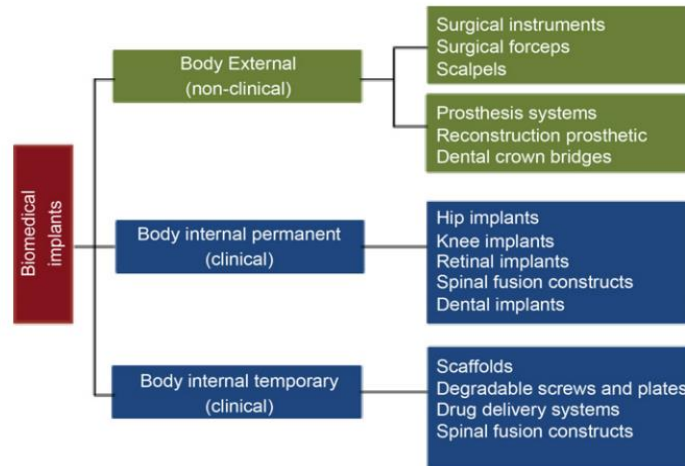 Biomedical
implants
Body External
(non-clinical)
Surgical instruments
Surgical forceps
Scalpels
Prosthesis systems
Reconstruction prosthetic
Dental crown bridges
Body internal permanent
(clinical)
Hip implants
Knee implants
Retinal implants
Spinal fusion constructs
Dental implants
Body internal temporary
(clinical)
Scaffolds
Degradable screws and plates
Drug delivery systems
Spinal fusion constructs